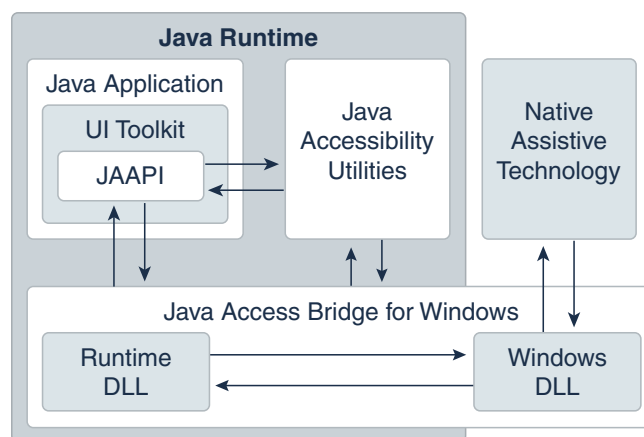 Java Runtime
Java Application
UI Toolkit
JAAPI
Java
Accessibility
Utilities
Native
Assistive
Technology
Java Access Bridge for Windows
Runtime
DLL
Windows
DLL